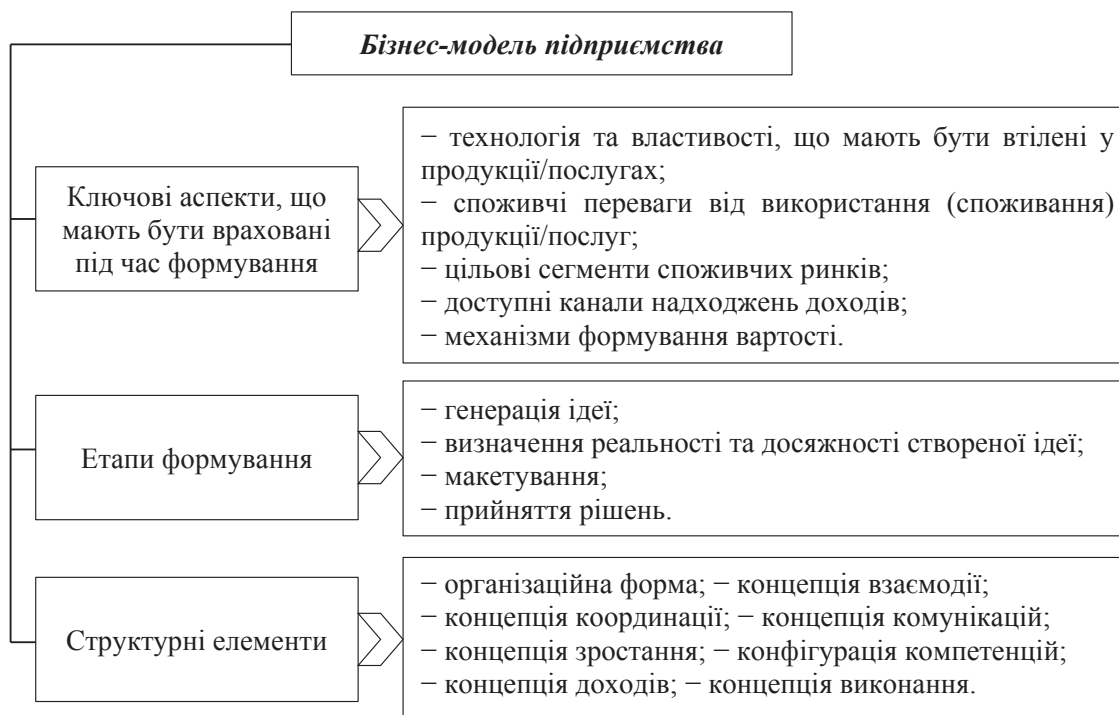 Бізнес-модель підприємства
Ключові аспекти, що
мають бути враховані
під час формування
− технологія та властивості, що мають бути втілені у
продукції/послугах;
− споживчі переваги від використання (споживання)
продукції/послуг;
− цільові сегменти споживчих ринків;
− доступні канали надходжень доходів;
− механізми формування вартості.
Етапи формування
− генерація ідеї;
− визначення реальності та досяжності створеної ідеї;
− макетування;
− прийняття рішень.
Структурні елементи
− організаційна форма; − концепція взаємодії;
− концепція координації; − концепція комунікацій;
− концепція зростання; − конфігурація компетенцій;
− концепція доходів; − концепція виконання.